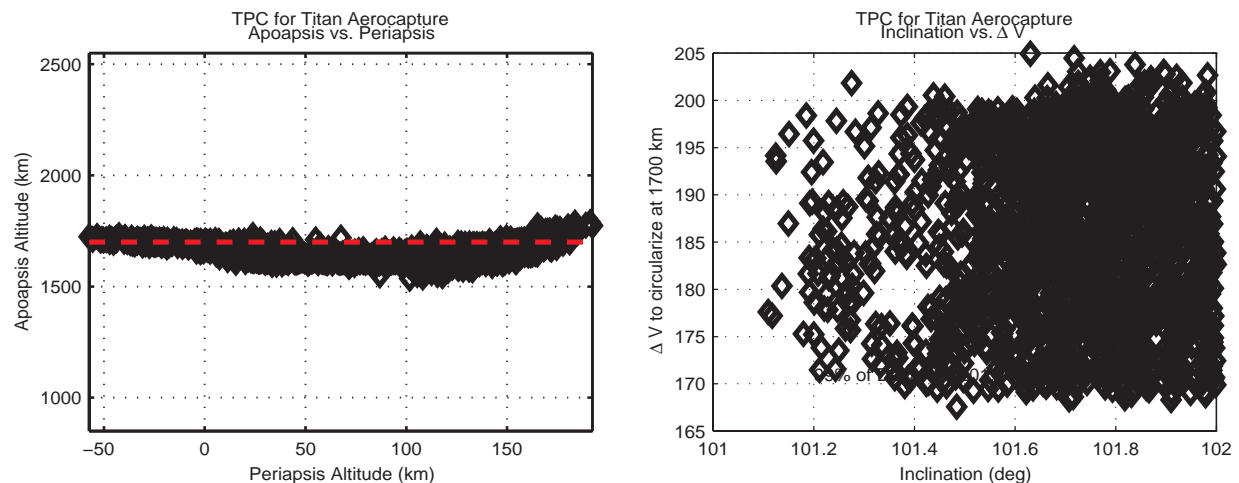 TPC for Titan Aerocapture
Apoapsis vs. Periapsis
2500
2000
1500
1000
Apoapsis Altitude (km)
−50 0 50 100 150
Periapsis Altitude (km)
TPC for Titan Aerocapture
Inclination vs. Δ V
205
200
195
190
185
180
175
170
165
Δ V to circularize at 1700 km
% of
101 101.2 101.4 101.6 101.8 102
Inclination (deg)